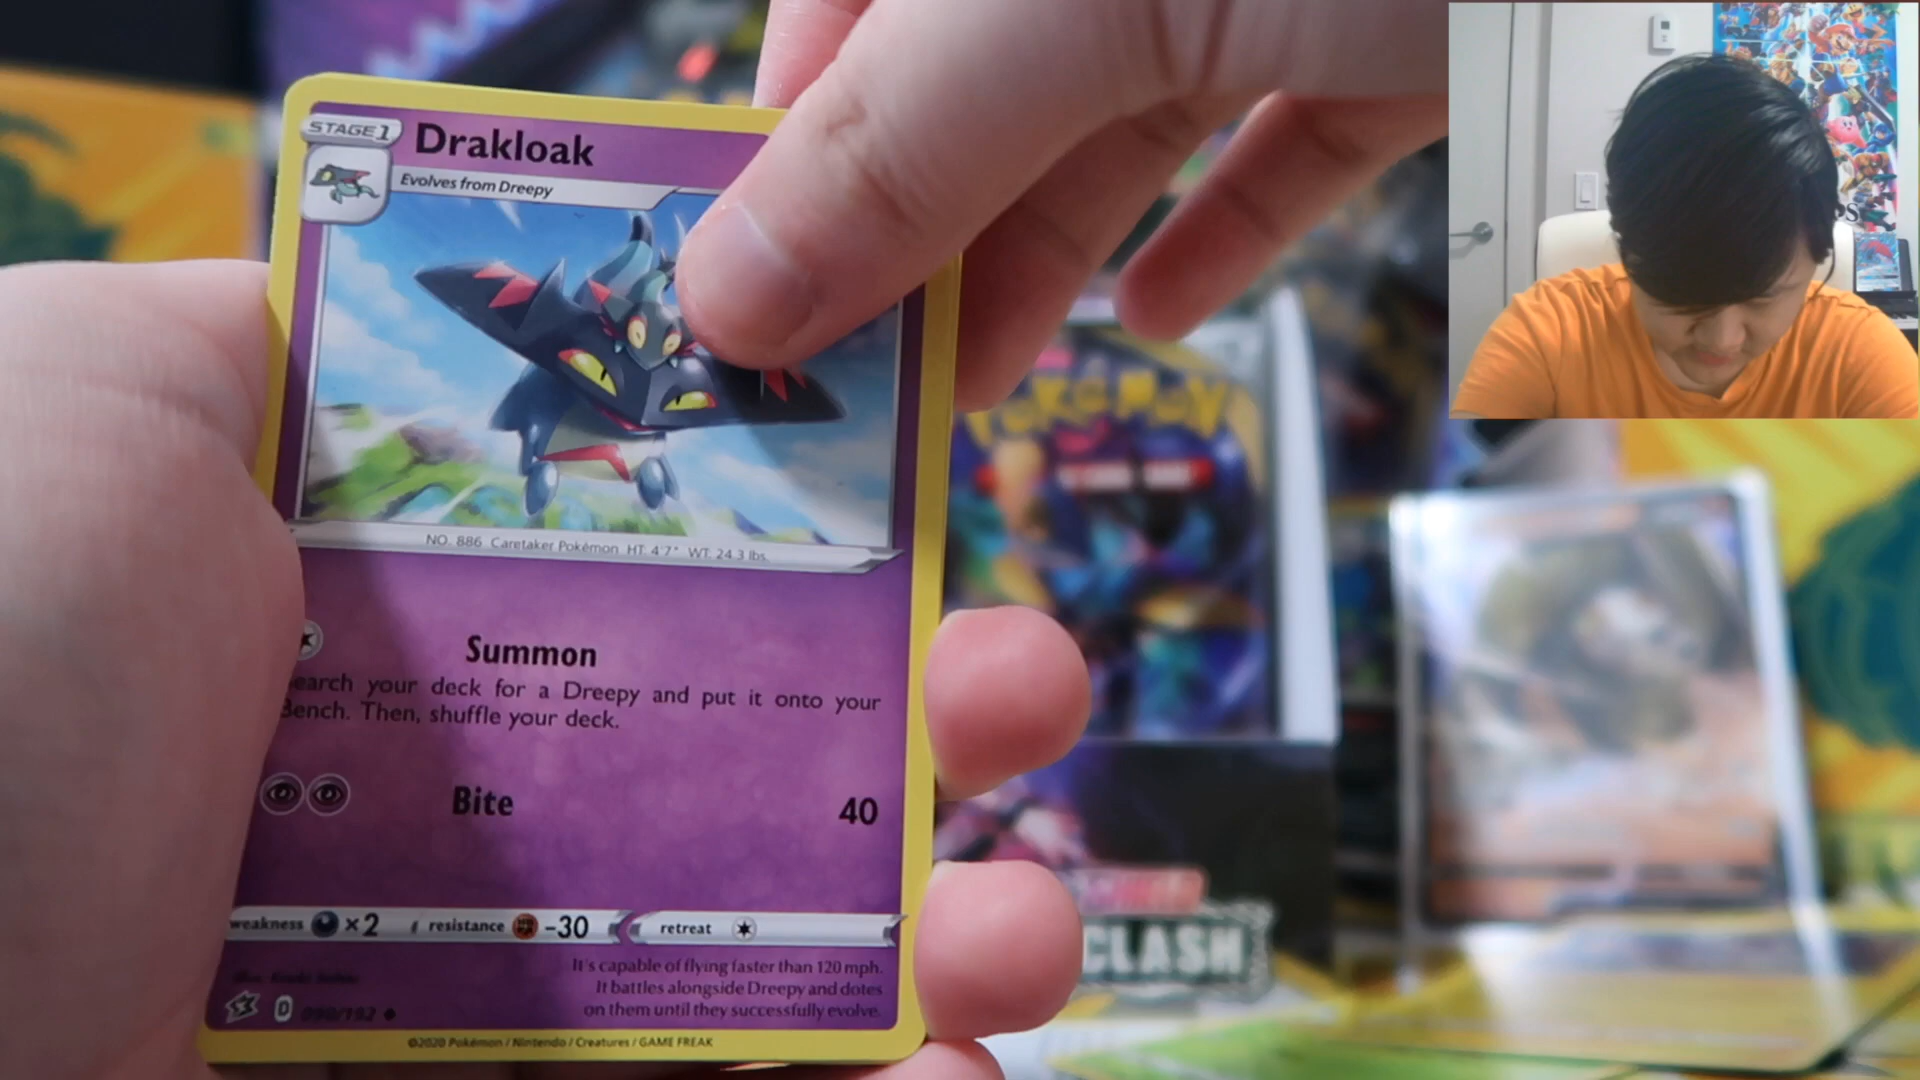 STAGE 1
Drakloak
Evolves from Dreepy
NO. 886 Caretaker Pokémon HT: 4'7" WT: 24.3 lbs.
Summon
earch your deck for a Dreepy and put it onto your
Bench. Then, shuffle your deck.
Bite 40
weakness ×2 resistance -30 retreat
It's capable of flying faster than 120 mph.
It battles alongside Dreepy and dotes
on them until they successfully evolve.
D 090/192
©2020 Pokémon / Nintendo / Creatures / GAME FREAK
POKÉMON
CLASH